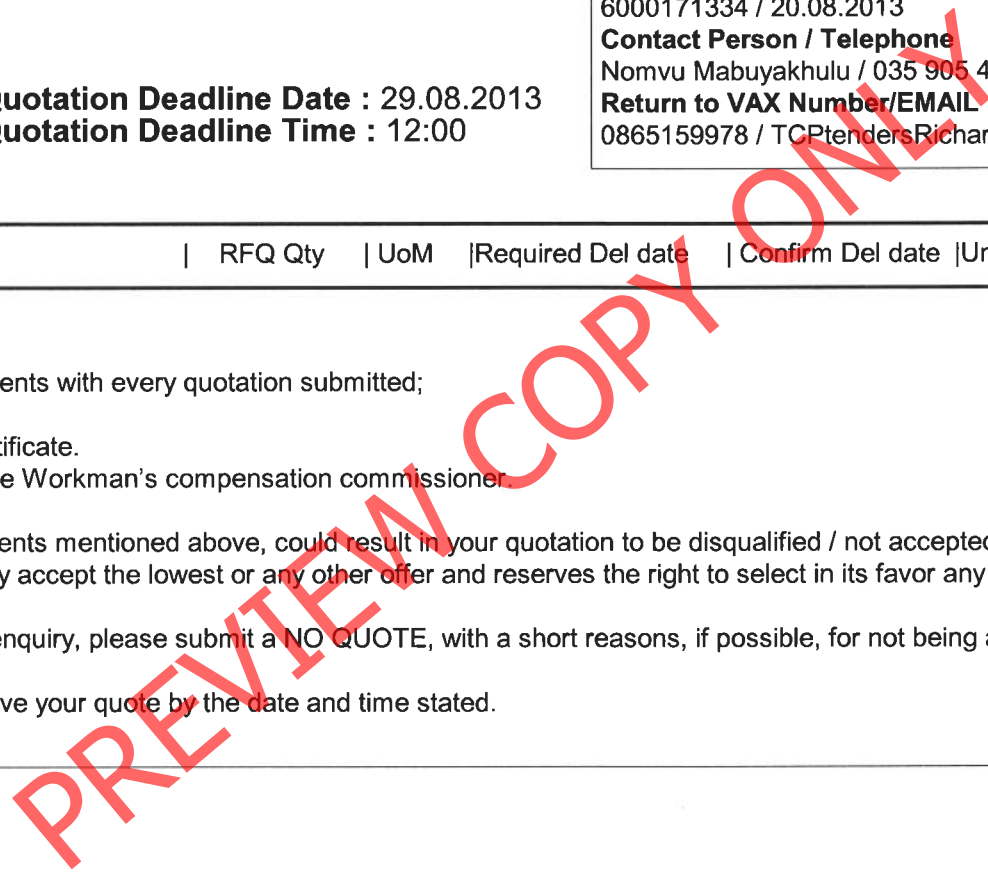 6000171334 / 20.08.2013
Contact Person / Telephone
Nomvu Mabuyakhulu / 035 905 4
Quotation Deadline Date : 29.08.2013
Return to VAX Number/EMAIL
Quotation Deadline Time : 12:00
0865159978 / TCPtendersRichar
| RFQ Qty | UoM |Required Del date | Confirm Del date |Un
ents with every quotation submitted;
tificate.
e Workman's compensation commissioner.
ents mentioned above, could result in your quotation to be disqualified / not accepted
y accept the lowest or any other offer and reserves the right to select in its favor any
enquiry, please submit a NO QUOTE, with a short reasons, if possible, for not being a
ve your quote by the date and time stated.
PREVIEW COPY ONLY